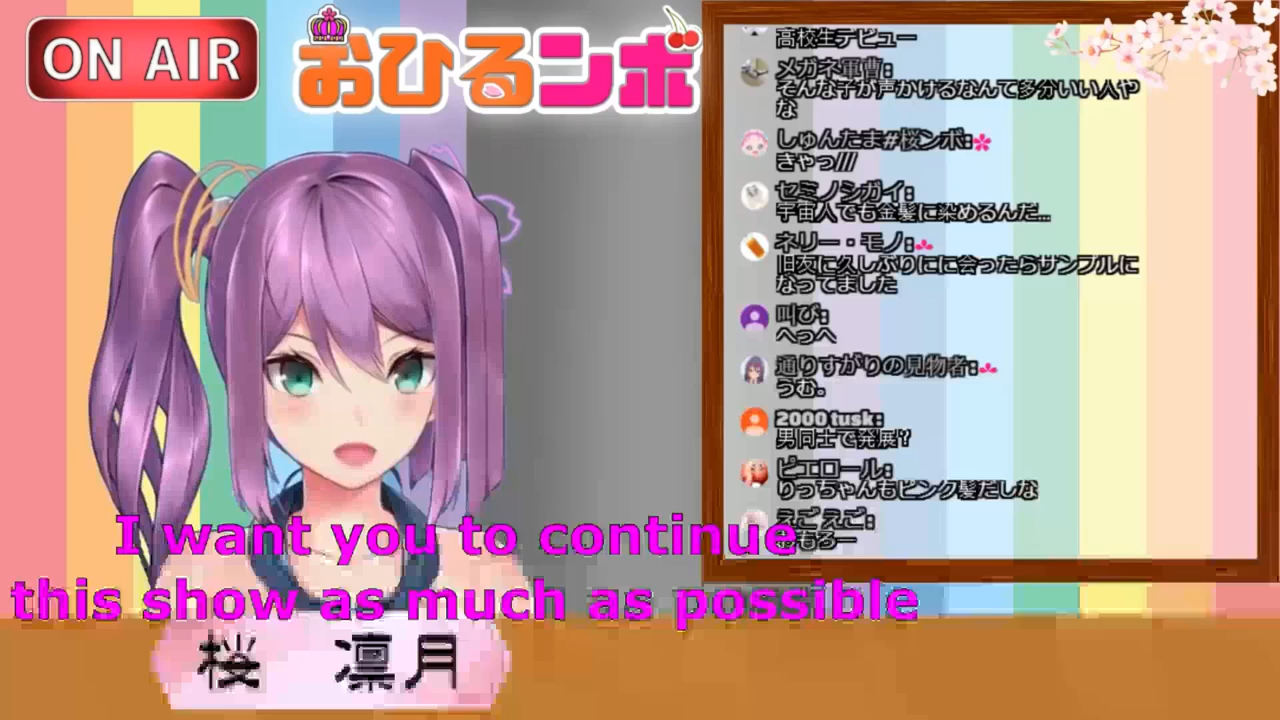 ON AIR
おひるンボ
高校生デビュー
メガネ軍曹:
そんな子が声かけるなんて多分いい人や
な
しゅんたま#桜ンボ:
きゃっ///
セミノシガイ:
宇宙人でも金髪に染めるんだ...
ネリー・モノ:
旧友に久しぶりにに会ったらサンプルに
なってました
叫び:
へっへ
通りすがりの見物者:
うむ。
2000 tusk:
男同士で発展?
ピエロール:
りっちゃんもピンク髪だしな
えごえご:
おもろー
I want you to continue
this show as much as possible
桜 凛月